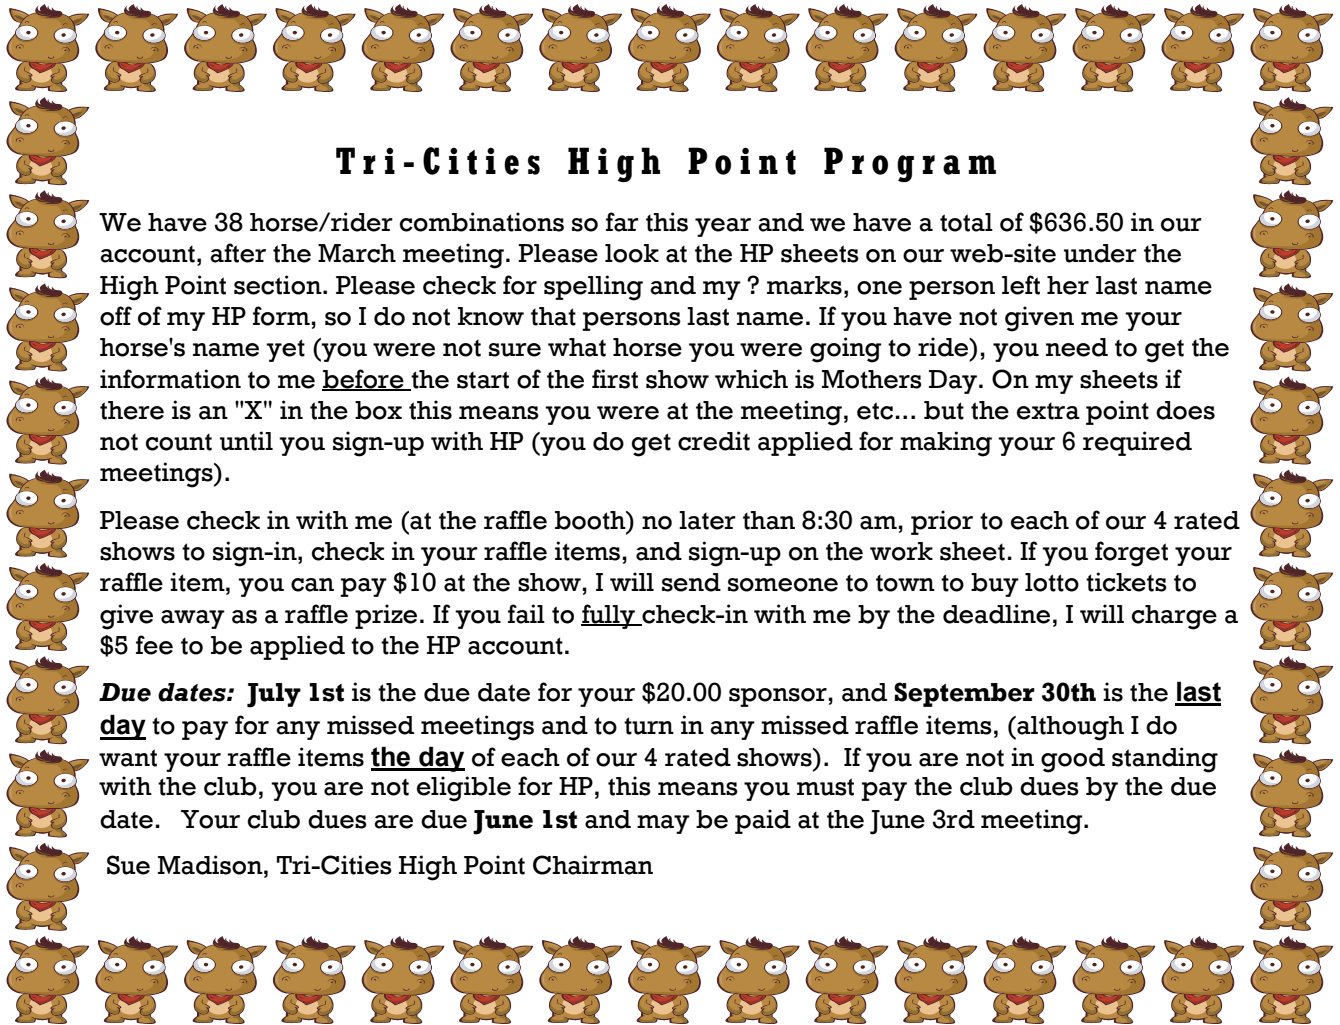 Tri-Cities High Point Program
We have 38 horse/rider combinations so far this year and we have a total of $636.50 in our
account, after the March meeting. Please look at the HP sheets on our web-site under the
High Point section. Please check for spelling and my ? marks, one person left her last name
off of my HP form, so I do not know that persons last name. If you have not given me your
horse's name yet (you were not sure what horse you were going to ride), you need to get the
information to me before the start of the first show which is Mothers Day. On my sheets if
there is an "X" in the box this means you were at the meeting, etc... but the extra point does
not count until you sign-up with HP (you do get credit applied for making your 6 required
meetings).
Please check in with me (at the raffle booth) no later than 8:30 am, prior to each of our 4 rated
shows to sign-in, check in your raffle items, and sign-up on the work sheet. If you forget your
raffle item, you can pay $10 at the show, I will send someone to town to buy lotto tickets to
give away as a raffle prize. If you fail to fully check-in with me by the deadline, I will charge a
$5 fee to be applied to the HP account.
Due dates: July 1st is the due date for your $20.00 sponsor, and September 30th is the last
day to pay for any missed meetings and to turn in any missed raffle items, (although I do
want your raffle items the day of each of our 4 rated shows). If you are not in good standing
with the club, you are not eligible for HP, this means you must pay the club dues by the due
date. Your club dues are due June 1st and may be paid at the June 3rd meeting.
Sue Madison, Tri-Cities High Point Chairman